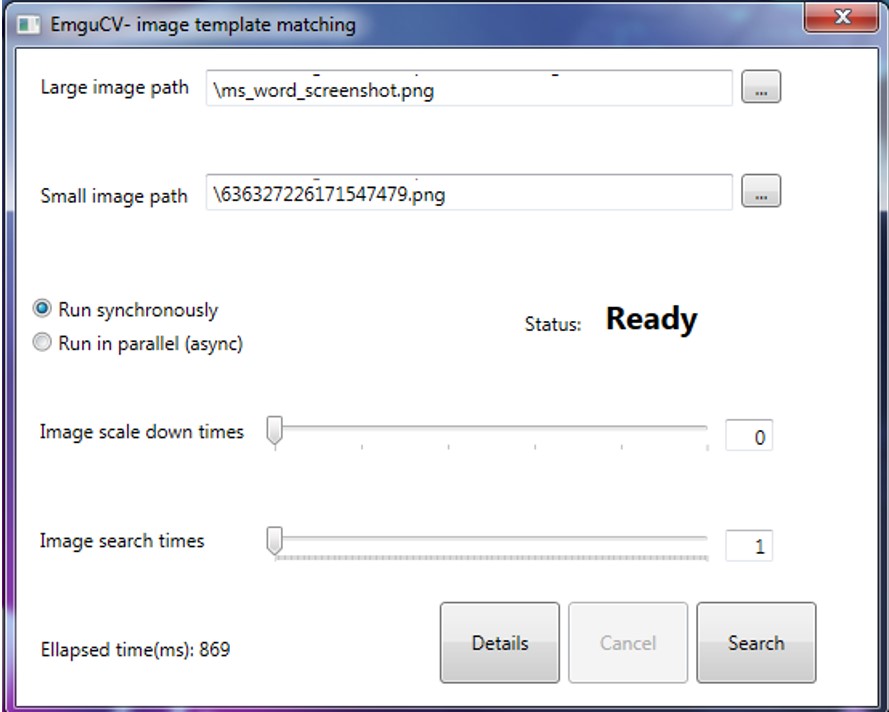 EmguCV- image template matching
X
Large image path
\ms_word_screenshot.png
...
Small image path
\636327226171547479.png
...
Run synchronously
Run in parallel (async)
Status: Ready
Image scale down times
0
Image search times
1
Ellapsed time(ms): 869
Details
Cancel
Search